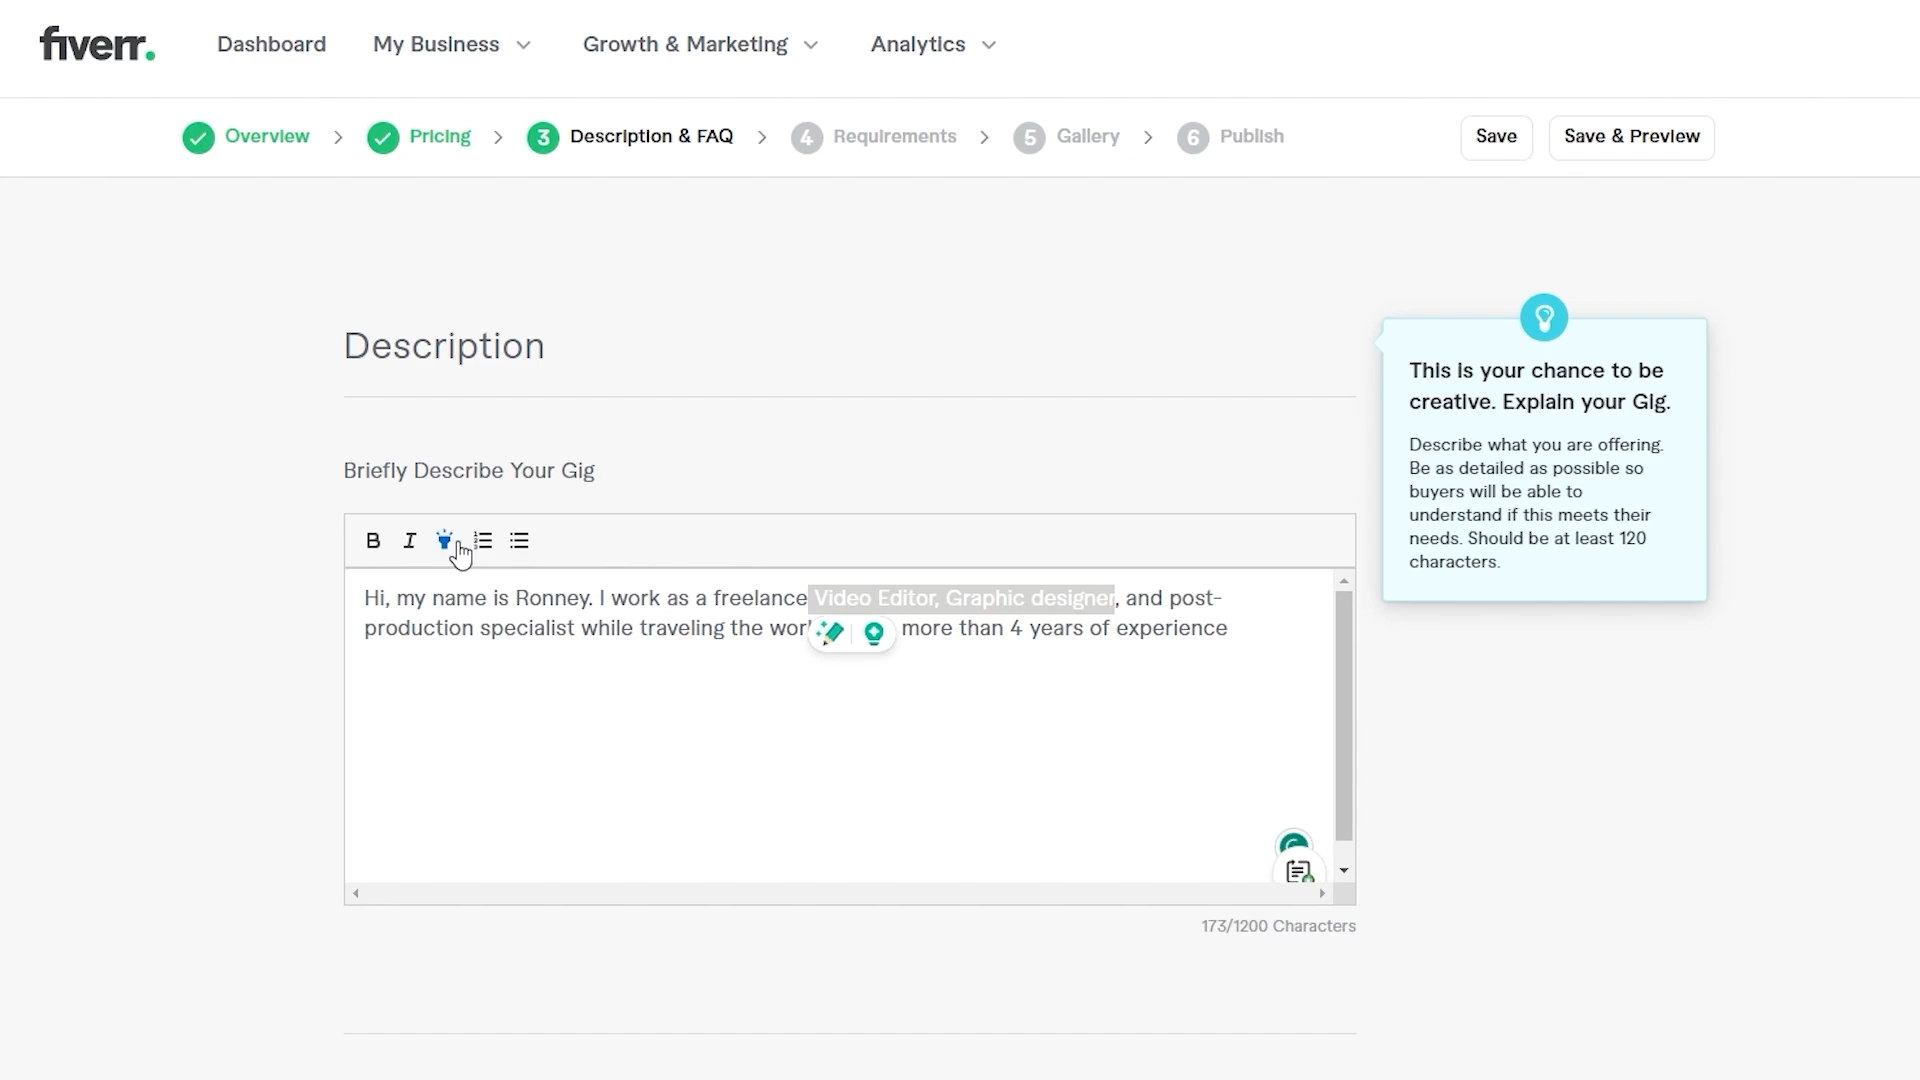 fiverr.
Dashboard
My Business
Growth & Marketing
Analytics
Overview
Pricing
3 Description & FAQ
4 Requirements
5 Gallery
6 Publish
Save
Save & Preview
Description
Briefly Describe Your Gig
B I
Hi, my name is Ronney. I work as a freelance Video Editor, Graphic designer, and post-
production specialist while traveling the wor more than 4 years of experience
173/1200 Characters
This is your chance to be
creative. Explain your Gig.
Describe what you are offering.
Be as detailed as possible so
buyers will be able to
understand if this meets their
needs. Should be at least 120
characters.